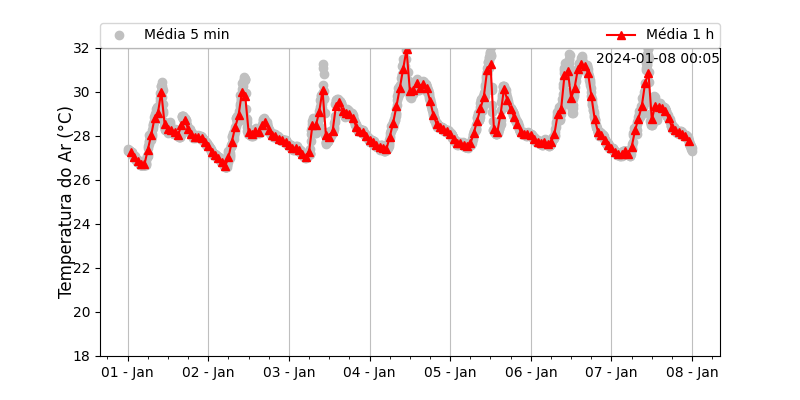 Média 5 min
Média 1 h
2024-01-08 00:05
Temperatura do Ar (°C)
32
30
28
26
24
22
20
18
01 - Jan
02 - Jan
03 - Jan
04 - Jan
05 - Jan
06 - Jan
07 - Jan
08 - Jan